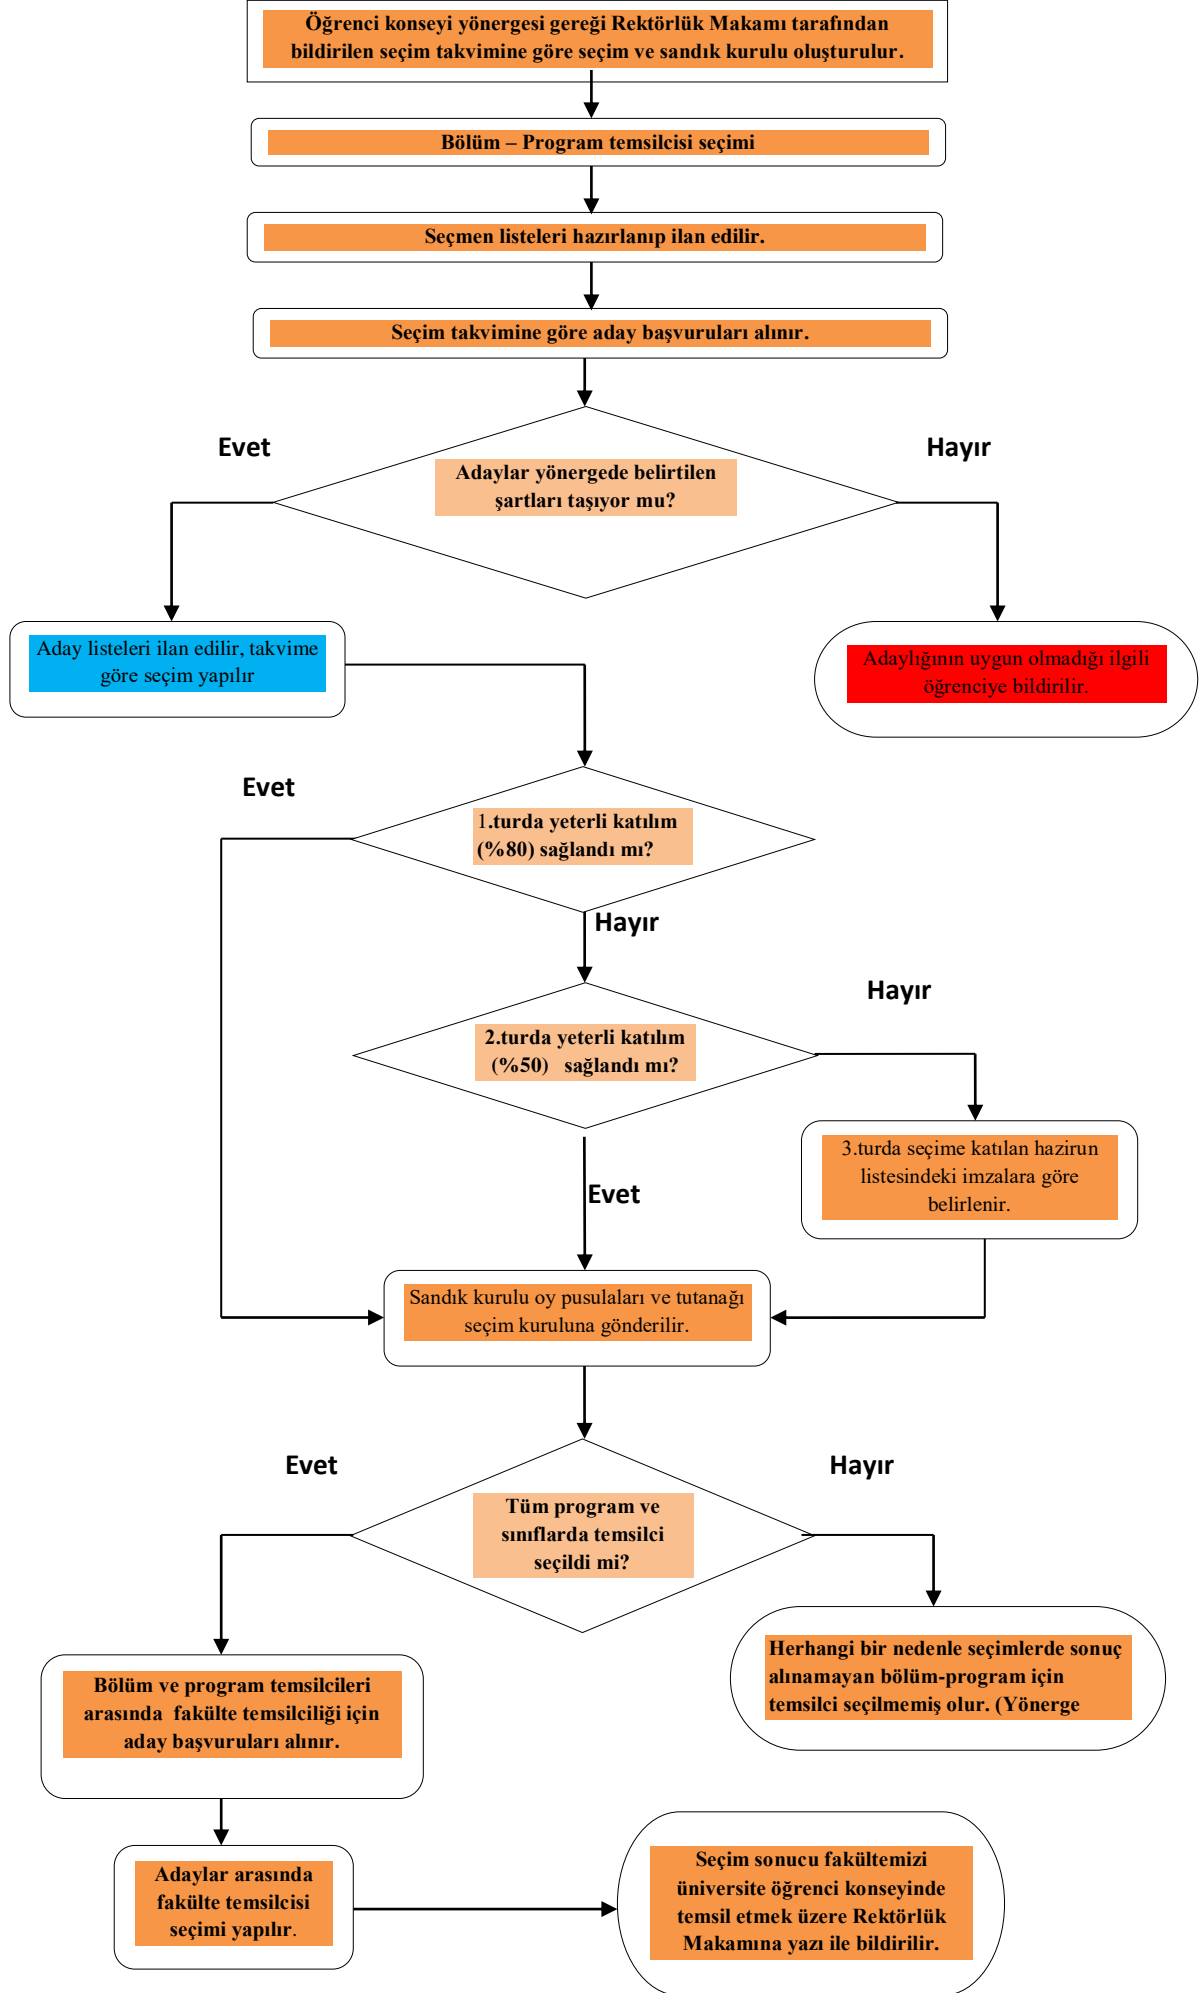 Öğrenci konseyi yönergesi gereği Rektörlük Makamı tarafından
bildirilen seçim takvimine göre seçim ve sandık kurulu oluşturulur.
Bölüm – Program temsilcisi seçimi
Seçmen listeleri hazırlanıp ilan edilir.
Seçim takvimine göre aday başvuruları alınır.
Evet
Hayır
Adaylar yönergede belirtilen
şartları taşıyor mu?
Aday listeleri ilan edilir, takvime
göre seçim yapılır
Adaylığının uygun olmadığı ilgili
öğrenciye bildirilir.
Evet
1.turda yeterli katılım
(%80) sağlandı mı?
Hayır
Hayır
2.turda yeterli katılım
(%50) sağlandı mı?
3.turda seçime katılan hazirun
listesindeki imzalara göre
belirlenir.
Evet
Sandık kurulu oy pusulaları ve tutanağı
seçim kuruluna gönderilir.
Evet
Hayır
Tüm program ve
sınıflarda temsilci
seçildi mi?
Herhangi bir nedenle seçimlerde sonuç
alınamayan bölüm-program için
temsilci seçilmemiş olur. (Yönerge
Bölüm ve program temsilcileri
arasında fakülte temsilciliği için
aday başvuruları alınır.
Adaylar arasında
fakülte temsilcisi
seçimi yapılır.
Seçim sonucu fakültemizi
üniversite öğrenci konseyinde
temsil etmek üzere Rektörlük
Makamına yazı ile bildirilir.